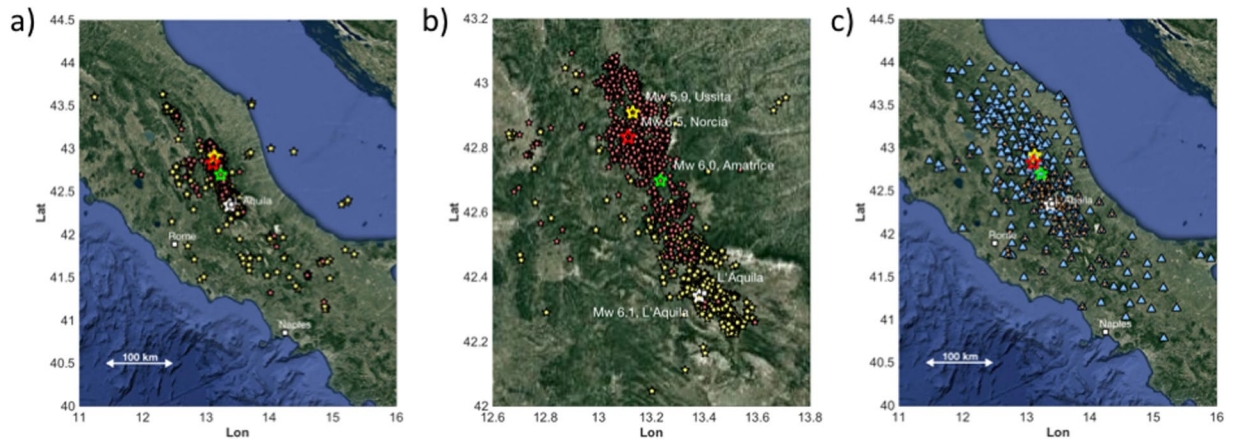 a)
44.5
44
43.5
43
42.5
42
41.5
41
40.5
40
Lat
L'Aquila
Rome
Naples
100 km
11 12 13 14 15 16
Lon
b)
43.2
43
42.8
42.6
42.4
42.2
42
Lat
Mw 5.9, Ussita
Mw 6.5, Norcia
Mw 6.0, Amatrice
L'Aquila
Mw 6.1, L'Aquila
12.6 12.8 13 13.2 13.4 13.6 13.8
Lon
c)
44.5
44
43.5
43
42.5
42
41.5
41
40.5
40
Lat
L'Aquila
Rome
Naples
100 km
11 12 13 14 15 16
Lon